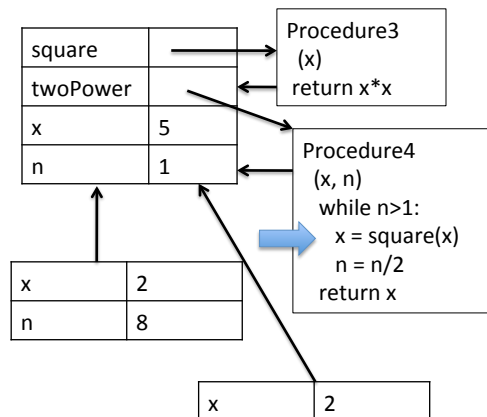 square
twoPower
x 5
n 1
Procedure3
(x)
return x*x
Procedure4
(x, n)
while n>1:
x = square(x)
n = n/2
return x
x 2
n 8
x 2